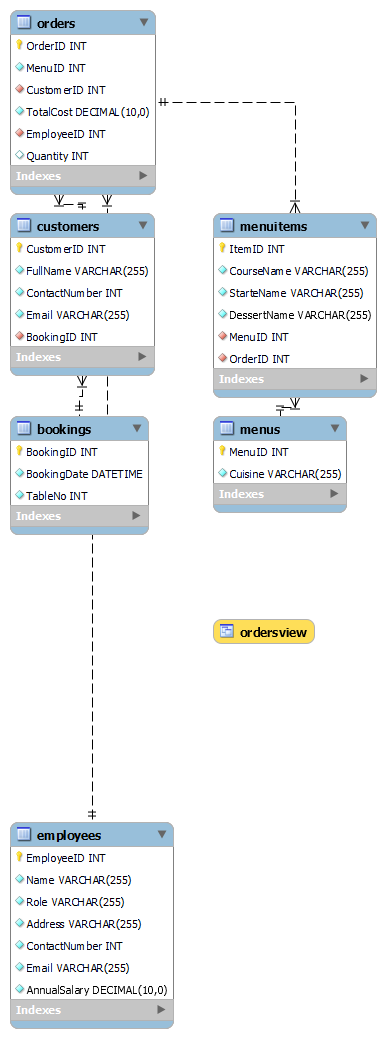 orders
OrderID INT
MenuID INT
CustomerID INT
TotalCost DECIMAL(10,0)
EmployeeID INT
Quantity INT
Indexes
customers
CustomerID INT
FullName VARCHAR(255)
ContactNumber INT
Email VARCHAR(255)
BookingID INT
Indexes
menuitems
ItemID INT
CourseName VARCHAR(255)
StarteName VARCHAR(255)
DessertName VARCHAR(255)
MenuID INT
OrderID INT
Indexes
bookings
BookingID INT
BookingDate DATETIME
TableNo INT
Indexes
menus
MenuID INT
Cuisine VARCHAR(255)
Indexes
ordersview
employees
EmployeeID INT
Name VARCHAR(255)
Role VARCHAR(255)
Address VARCHAR(255)
ContactNumber INT
Email VARCHAR(255)
AnnualSalary DECIMAL(10,0)
Indexes